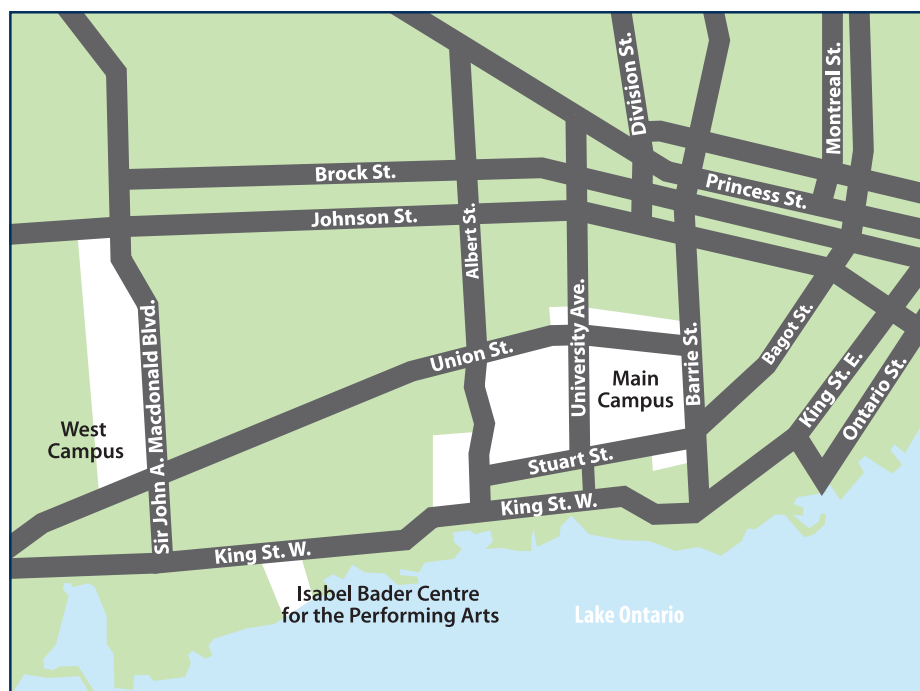 Division St.
Montreal St.
Brock St.
Princess St.
Johnson St.
Albert St.
Sir John A. Macdonald Blvd.
University Ave.
Barrie St.
Bagot St.
Union St.
King St. E.
Ontario St.
Main
Campus
West
Campus
Stuart St.
King St. W.
King St. W.
Isabel Bader Centre
for the Performing Arts
Lake Ontario